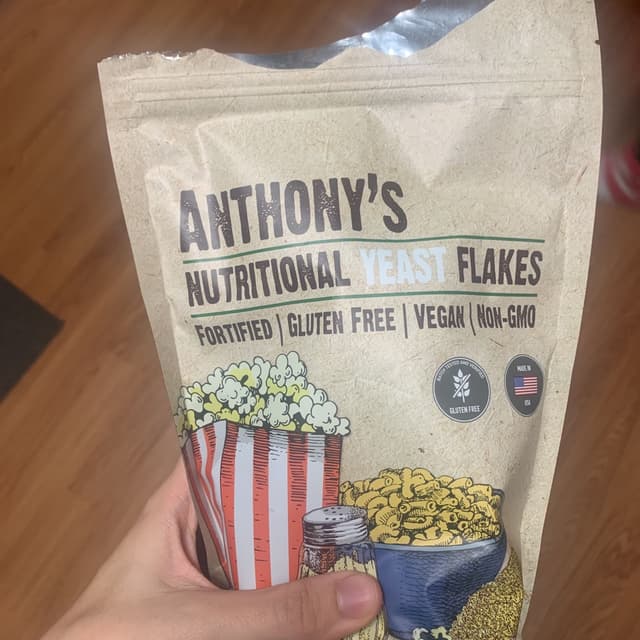 ANTHONY'S
NUTRITIONAL YEAST FLAKES
FORTIFIED | GLUTEN FREE | VEGAN | NON-GMO
GLUTEN FREE
MADE IN
USA